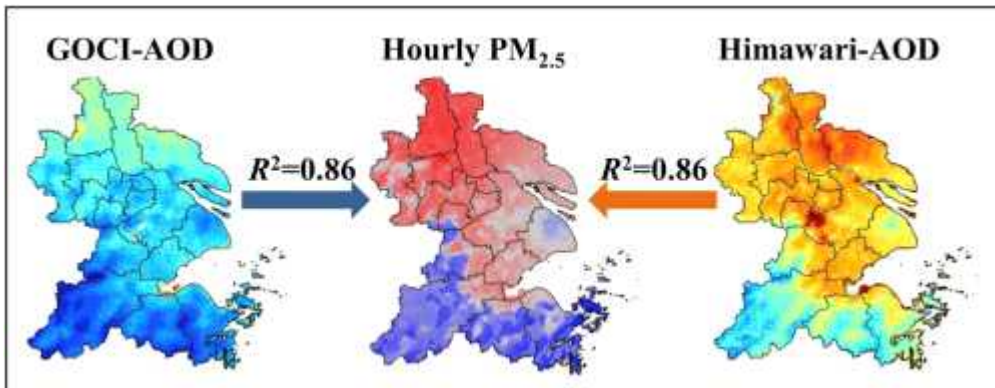 GOCI-AOD
Hourly PM₂.₅
Himawari-AOD
R²=0.86
R²=0.86